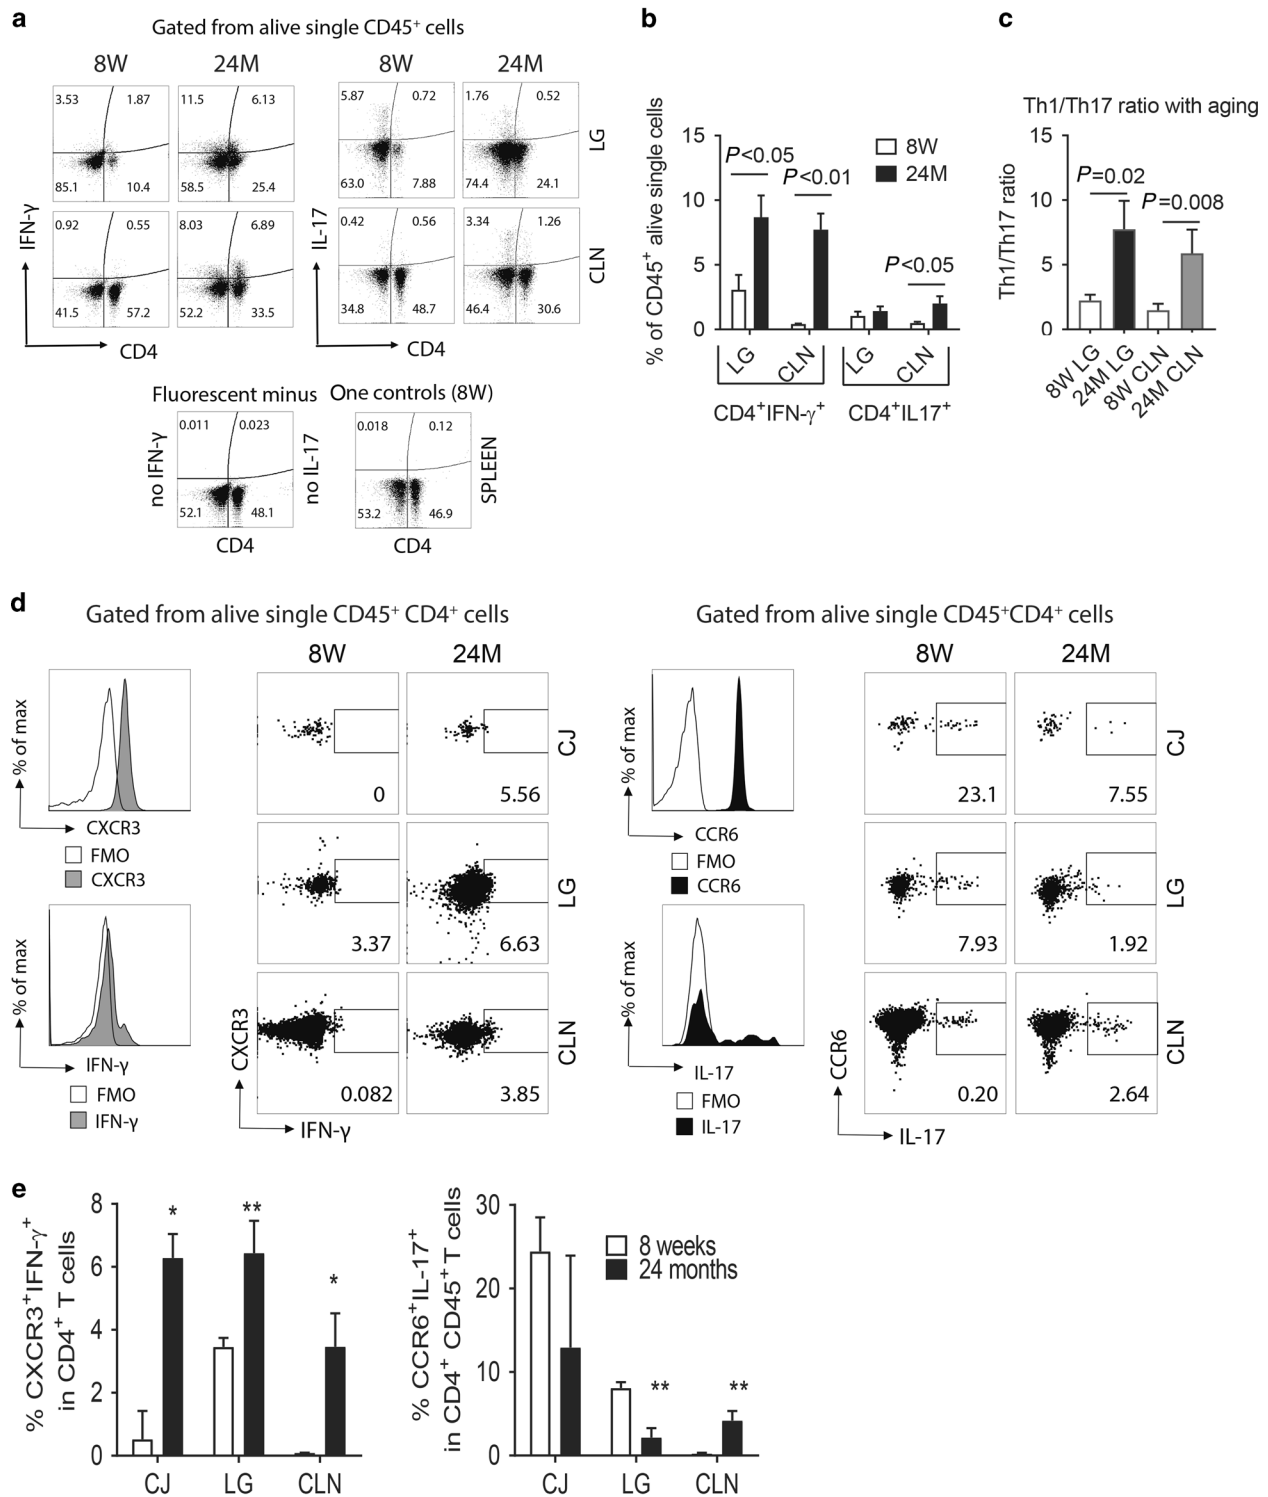 a
Gated from alive single CD45+ cells
8W 24M 8W 24M
3.53 1.87 11.5 6.13 5.87 0.72 1.76 0.52
LG
85.1 10.4 58.5 25.4 63.0 7.88 74.4 24.1
0.92 0.55 8.03 6.89 0.42 0.56 3.34 1.26
IFN-γ IL-17 CLN
41.5 57.2 52.2 33.5 34.8 48.7 46.4 30.6
CD4 CD4
Fluorescent minus One controls (8W)
0.011 0.023 0.018 0.12
no IFN-γ no IL-17 SPLEEN
52.1 48.1 53.2 46.9
CD4 CD4
b
% of CD45+ alive single cells
15
10
5
0
8W
24M
P<0.05
P<0.01
P<0.05
LG CLN LG CLN
CD4+IFN-γ+ CD4+IL17+
c
Th1/Th17 ratio with aging
Th1/Th17 ratio
15
10
5
0
P=0.02
P=0.008
8W LG
24M LG
8W CLN
24M CLN
d
Gated from alive single CD45+ CD4+ cells
8W 24M
% of max
CXCR3
FMO
CXCR3
% of max
IFN-γ
FMO
IFN-γ
CJ
0 5.56
LG
3.37 6.63
CLN
0.082 3.85
CXCR3
IFN-γ
Gated from alive single CD45+CD4+ cells
8W 24M
% of max
CCR6
FMO
CCR6
% of max
IL-17
FMO
IL-17
CJ
23.1 7.55
LG
7.93 1.92
CLN
0.20 2.64
CCR6
IL-17
e
% CXCR3+IFN-γ+
in CD4+ T cells
8
6
4
2
0
* ** *
CJ LG CLN
% CCR6+IL-17+
in CD4+ CD45+ T cells
30
20
10
0
8 weeks
24 months
** **
CJ LG CLN